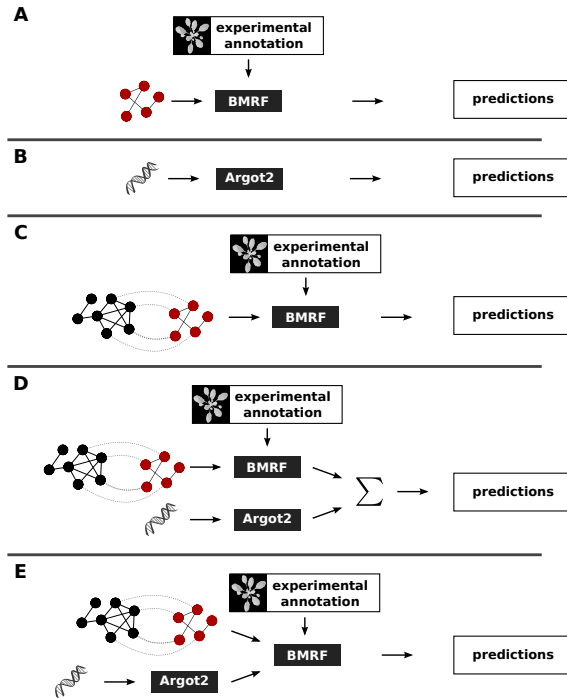 A
experimental
annotation
BMRF
predictions
B
Argot2
predictions
C
experimental
annotation
BMRF
predictions
D
experimental
annotation
BMRF
Σ
Argot2
predictions
E
experimental
annotation
BMRF
Argot2
predictions